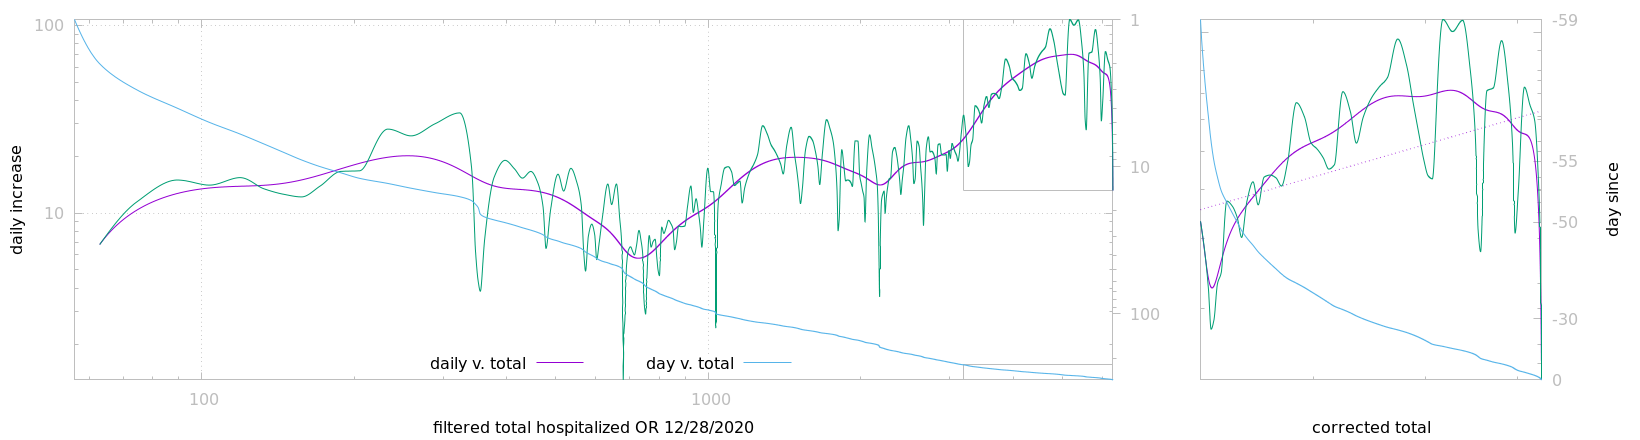 100
10
daily increase
1
10
100
daily v. total
day v. total
100
1000
filtered total hospitalized OR 12/28/2020
-59
-55
-50
-30
0
day since
corrected total